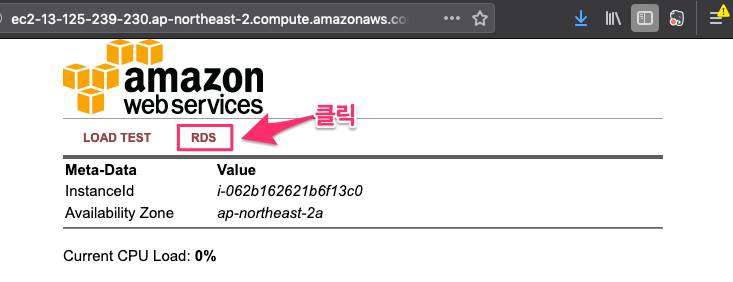 ec2-13-125-239-230.ap-northeast-2.compute.amazonaws.co
amazon
webservices
클릭
LOAD TEST RDS
Meta-Data Value
InstanceId i-062b162621b6f13c0
Availability Zone ap-northeast-2a
Current CPU Load: 0%